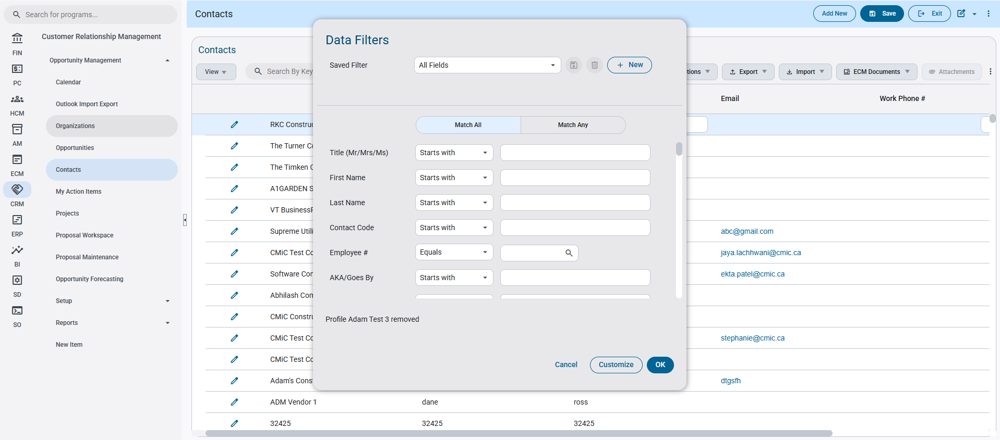 Search for programs...
FIN
PC
HCM
AM
ECM
CRM
ERP
BI
SD
SO
Customer Relationship Management
Opportunity Management
Calendar
Outlook Import Export
Organizations
Opportunities
Contacts
My Action Items
Projects
Proposal Workspace
Proposal Maintenance
Opportunity Forecasting
Setup
Reports
New Item
Contacts
Add New
Save
Exit
Contacts
View
Search By Key
tions
Export
Import
ECM Documents
Attachments
Email
Work Phone #
RKC Construc
The Turner Co
The Timken C
A1GARDEN S
VT Business
Supreme Utili
abc@gmail.com
CMiC Test Co
jaya.lachhwani@cmic.ca
Software Con
ekta.patel@cmic.ca
Abhilash Com
CMiC Constru
CMiC Test Co
stephanie@cmic.ca
CMiC Test Co
Adam's Cons
dtgsfh
ADM Vendor 1 dane ross
32425 32425 32425
Data Filters
Saved Filter
All Fields
+ New
Match All
Match Any
Title (Mr/Mrs/Ms) Starts with
First Name Starts with
Last Name Starts with
Contact Code Starts with
Employee # Equals
AKA/Goes By Starts with
Profile Adam Test 3 removed
Cancel
Customize
OK